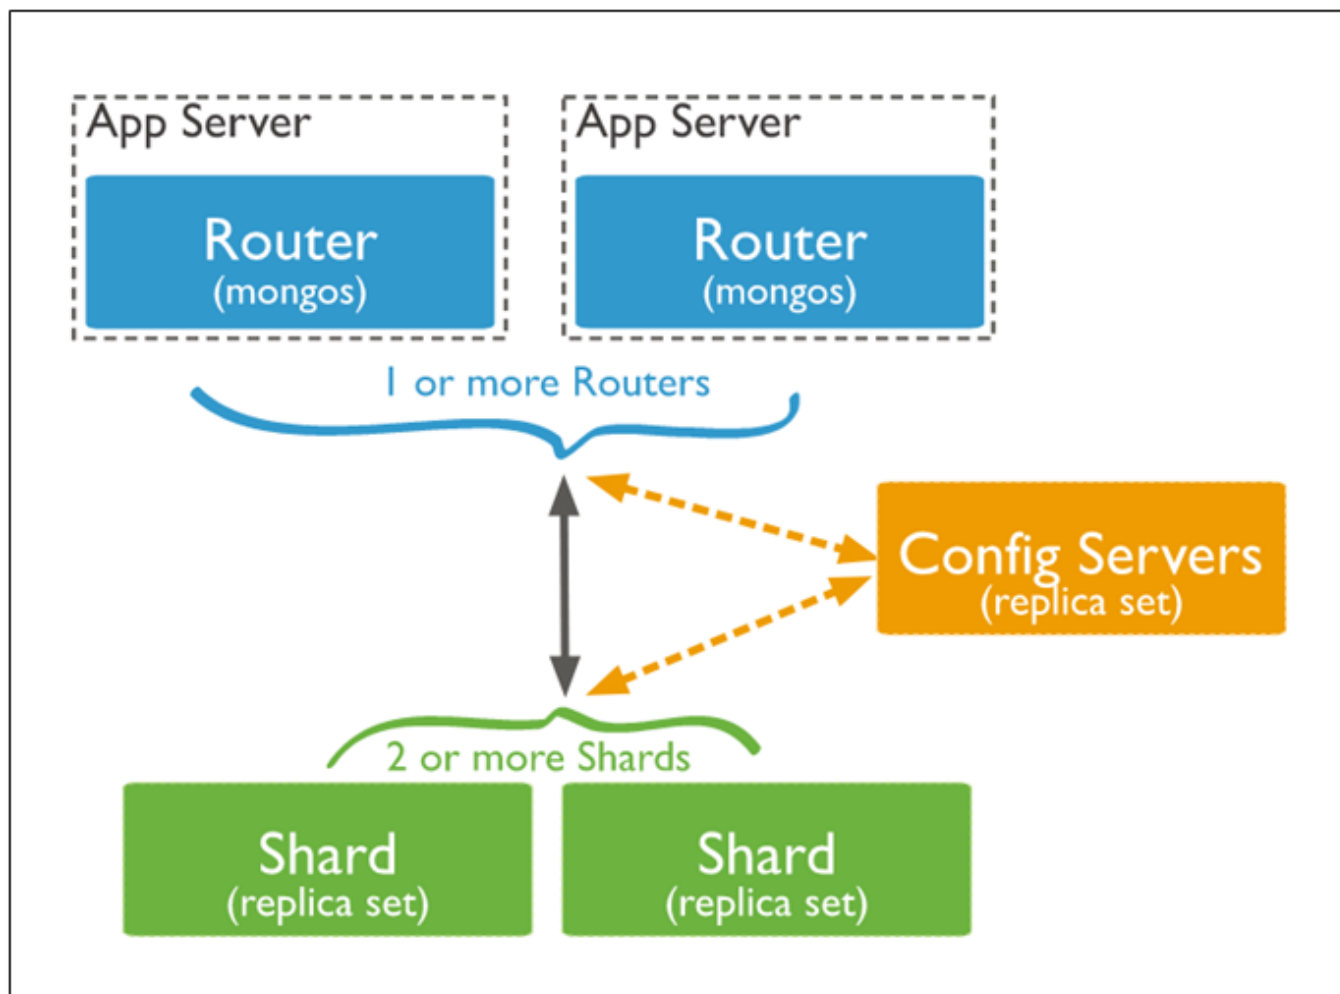 App Server
Router
(mongos)
App Server
Router
(mongos)
1 or more Routers
Config Servers
(replica set)
2 or more Shards
Shard
(replica set)
Shard
(replica set)